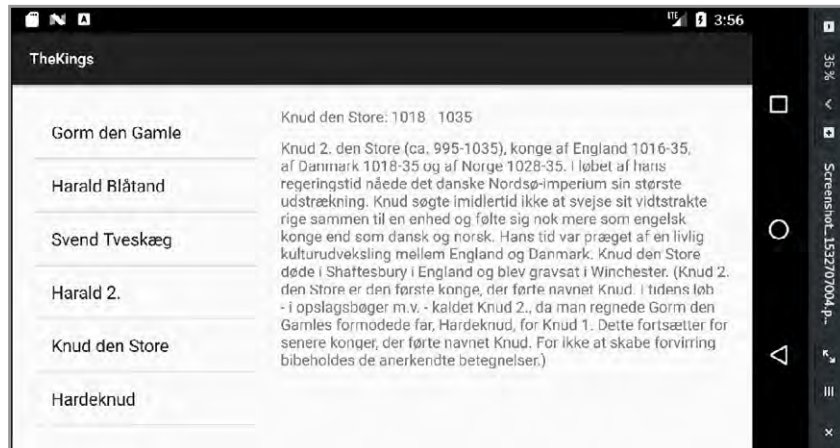 3:56
TheKings
Gorm den Gamle
Harald Blåtand
Svend Tveskæg
Harald 2.
Knud den Store
Hardeknud
Knud den Store: 1018 - 1035
Knud 2. den Store (ca. 995-1035), konge af England 1016-35,
af Danmark 1018-35 og af Norge 1028-35. I løbet af hans
regeringstid nåede det danske Nordsø-imperium sin største
udstrækning. Knud søgte imidlertid ikke at svejse sit vidtstrakte
rige sammen til en enhed og følte sig nok mere som engelsk
konge end som dansk og norsk. Hans tid var præget af en livlig
kulturudveksling mellem England og Danmark. Knud den Store
døde i Shaftesbury i England og blev gravsat i Winchester. (Knud 2.
den Store er den første konge, der førte navnet Knud. I tidens løb
- i opslagsbøger m.v. - kaldet Knud 2., da man regnede Gorm den
Gamles formodede far, Hardeknud, for Knud 1. Dette fortsætter for
senere konger, der førte navnet Knud. For ikke at skabe forvirring
bibeholdes de anerkendte betegnelser.)
35 %
Screenshot_1532707004.p...